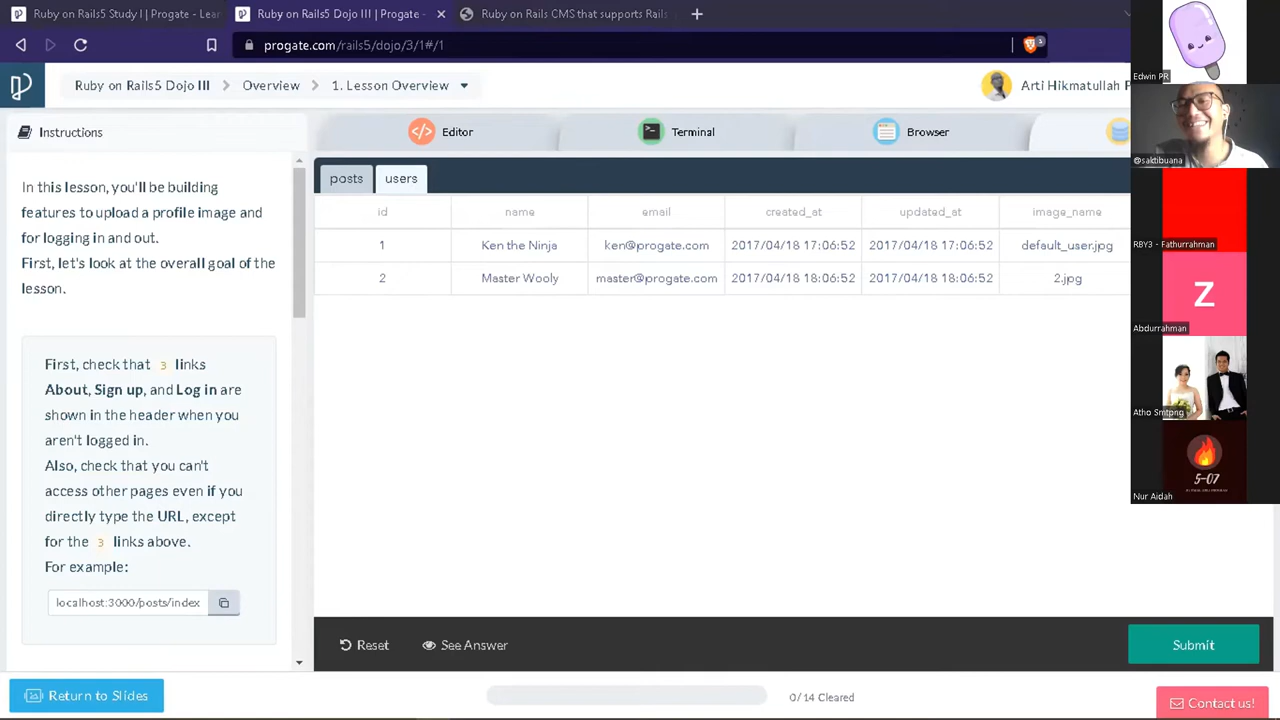 Ruby on Rails5 Study I | Progate - Lear
Ruby on Rails5 Dojo III | Progate -
Ruby on Rails CMS that supports Rails
progate.com/rails5/dojo/3/1#/1
3
Ruby on Rails5 Dojo III
Overview
1. Lesson Overview
Arti Hikmatullah P
Instructions
Editor
Terminal
Browser
In this lesson, you'll be building
features to upload a profile image and
for logging in and out.
First, let's look at the overall goal of the
lesson.
First, check that 3 links
About, Sign up, and Log in are
shown in the header when you
aren't logged in.
Also, check that you can't
access other pages even if you
directly type the URL, except
for the 3 links above.
For example:
localhost:3000/posts/index
posts users
id name email created_at updated_at image_name
1 Ken the Ninja ken@progate.com 2017/04/18 17:06:52 2017/04/18 17:06:52 default_user.jpg
2 Master Wooly master@progate.com 2017/04/18 18:06:52 2017/04/18 18:06:52 2.jpg
Reset
See Answer
Submit
Return to Slides
0/14 Cleared
Contact us!
Edwin PR
@saktibuana
RBY3 - Fathurrahman
Z
Abdurrahman
Atho Smtpng
5-07
Nur Aidah